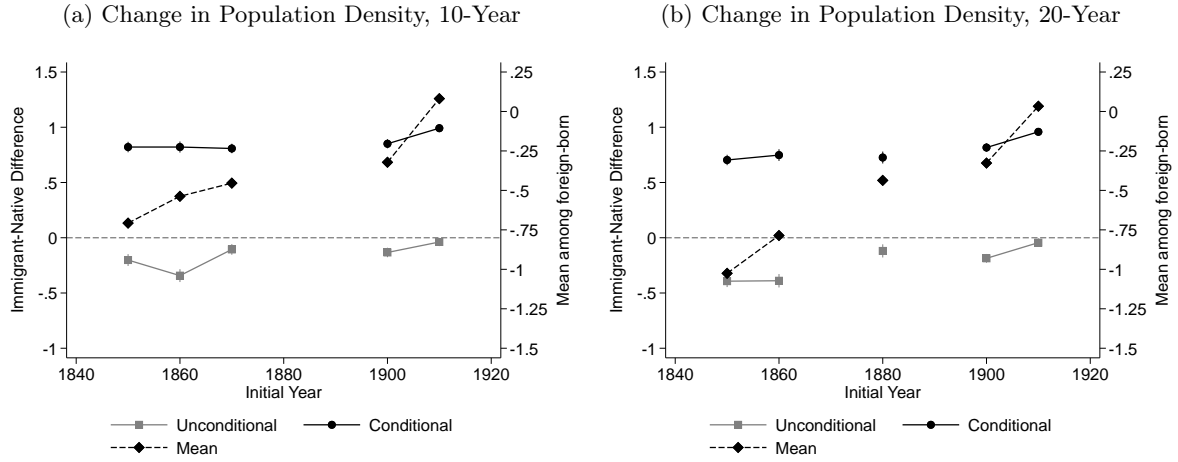 (a) Change in Population Density, 10-Year
1.5
1
.5
0
-.5
-1
Immigrant-Native Difference
.25
0
-.25
-.5
-.75
-1
-1.25
-1.5
Mean among foreign-born
1840 1860 1880 1900 1920
Initial Year
Unconditional Conditional
Mean
(b) Change in Population Density, 20-Year
1.5
1
.5
0
-.5
-1
Immigrant-Native Difference
.25
0
-.25
-.5
-.75
-1
-1.25
-1.5
Mean among foreign-born
1840 1860 1880 1900 1920
Initial Year
Unconditional Conditional
Mean